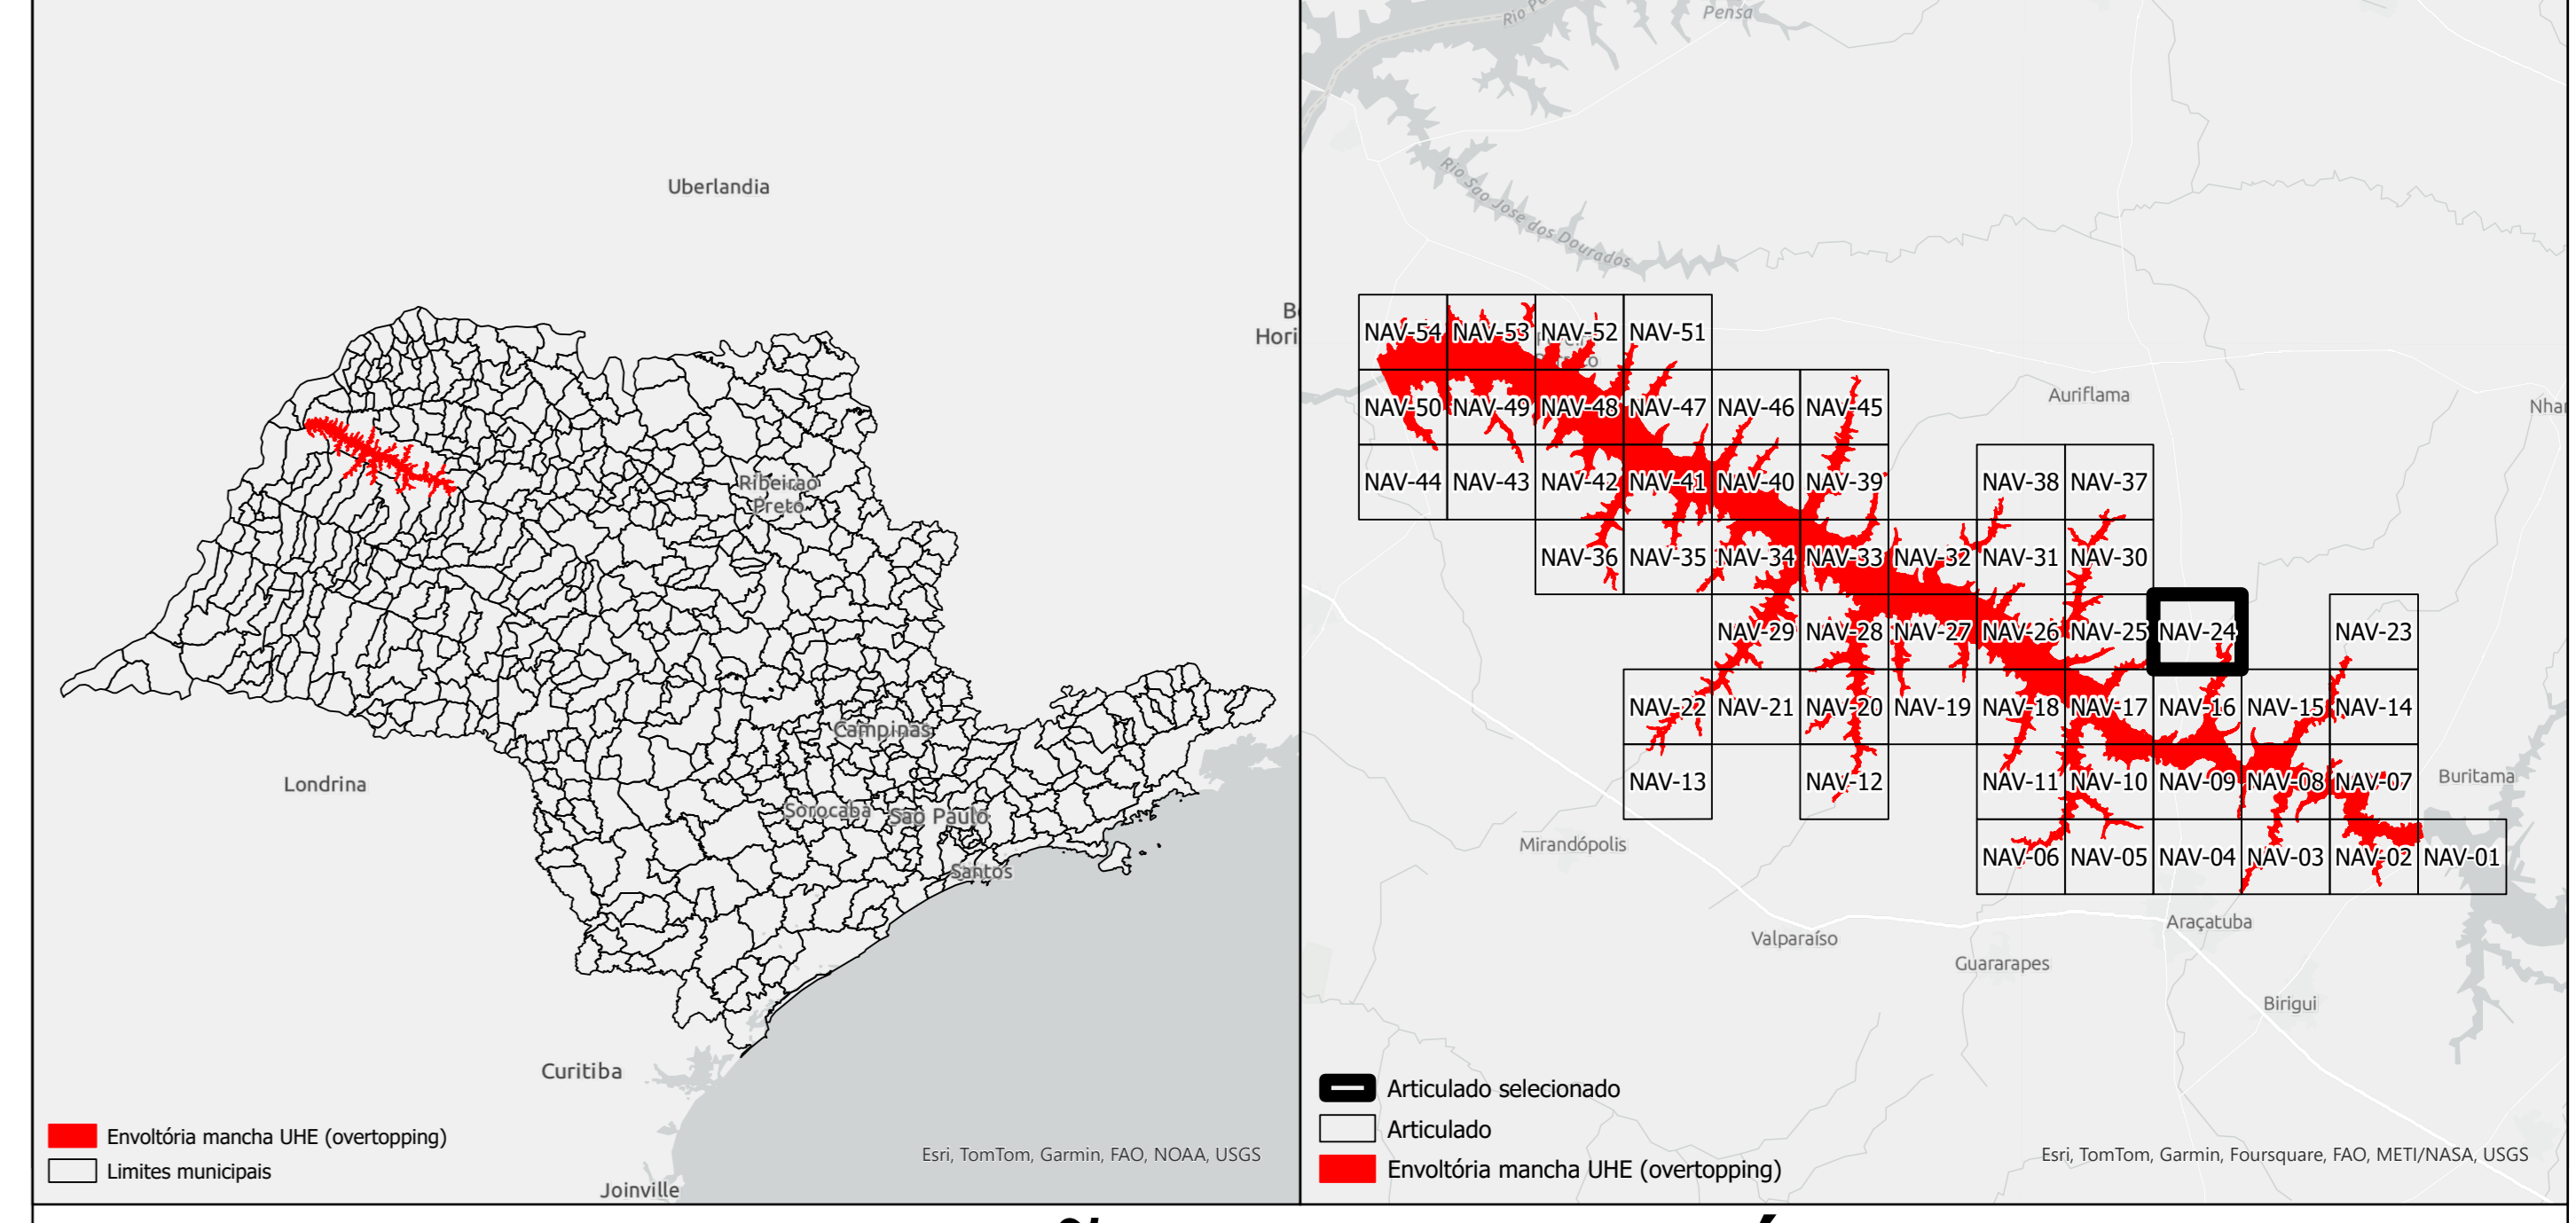 Uberlandia
Ribeirao
Preto
Campinas
Londrina
Sorocaba
Sao Paulo
Santos
Curitiba
Joinville
Hori
Envoltória mancha UHE (overtopping)
Limites municipais
Esri, TomTom, Garmin, FAO, NOAA, USGS
Pensa
Rio Sao Jose dos Dourados
NAV-54 NAV-53 NAV-52 NAV-51
NAV-50 NAV-49 NAV-48 NAV-47 NAV-46 NAV-45
Auriflama
NAV-44 NAV-43 NAV-42 NAV-41 NAV-40 NAV-39 NAV-38 NAV-37
NAV-36 NAV-35 NAV-34 NAV-33 NAV-32 NAV-31 NAV-30
NAV-29 NAV-28 NAV-27 NAV-26 NAV-25 NAV-24 NAV-23
NAV-22 NAV-21 NAV-20 NAV-19 NAV-18 NAV-17 NAV-16 NAV-15 NAV-14
NAV-13 NAV-12 NAV-11 NAV-10 NAV-09 NAV-08 NAV-07
Buritama
Mirandópolis
NAV-06 NAV-05 NAV-04 NAV-03 NAV-02 NAV-01
Araçatuba
Valparaíso
Guararapes
Birigui
Articulado selecionado
Articulado
Envoltória mancha UHE (overtopping)
Esri, TomTom, Garmin, Foursquare, FAO, METI/NASA, USGS